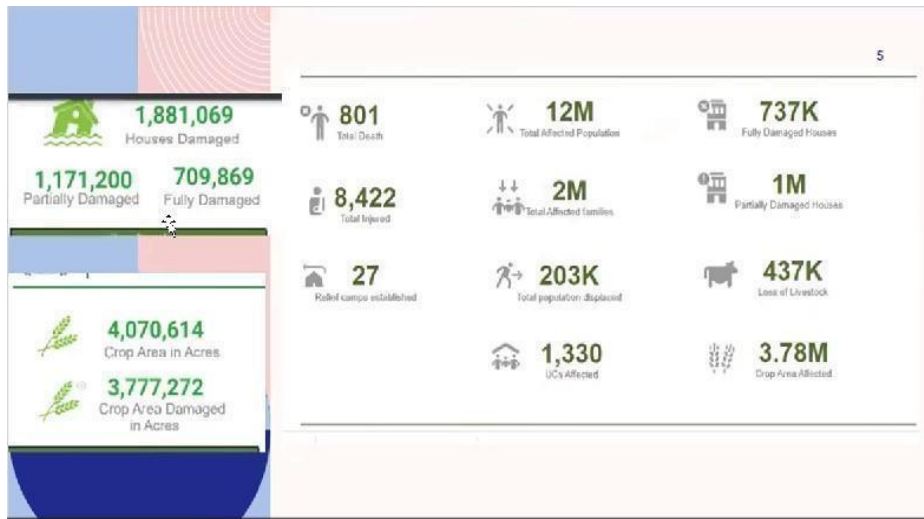 5
1,881,069
Houses Damaged
1,171,200
Partially Damaged
709,869
Fully Damaged
4,070,614
Crop Area in Acres
3,777,272
Crop Area Damaged
in Acres
801
Total Death
12M
Total Affected Population
737K
Fully Damaged Houses
8,422
Total Injured
2M
Total Affected families
1M
Partially Damaged Houses
27
Relief camps established
203K
Total population displaced
437K
Loss of Livestock
1,330
UCs Affected
3.78M
Crop Area Affected